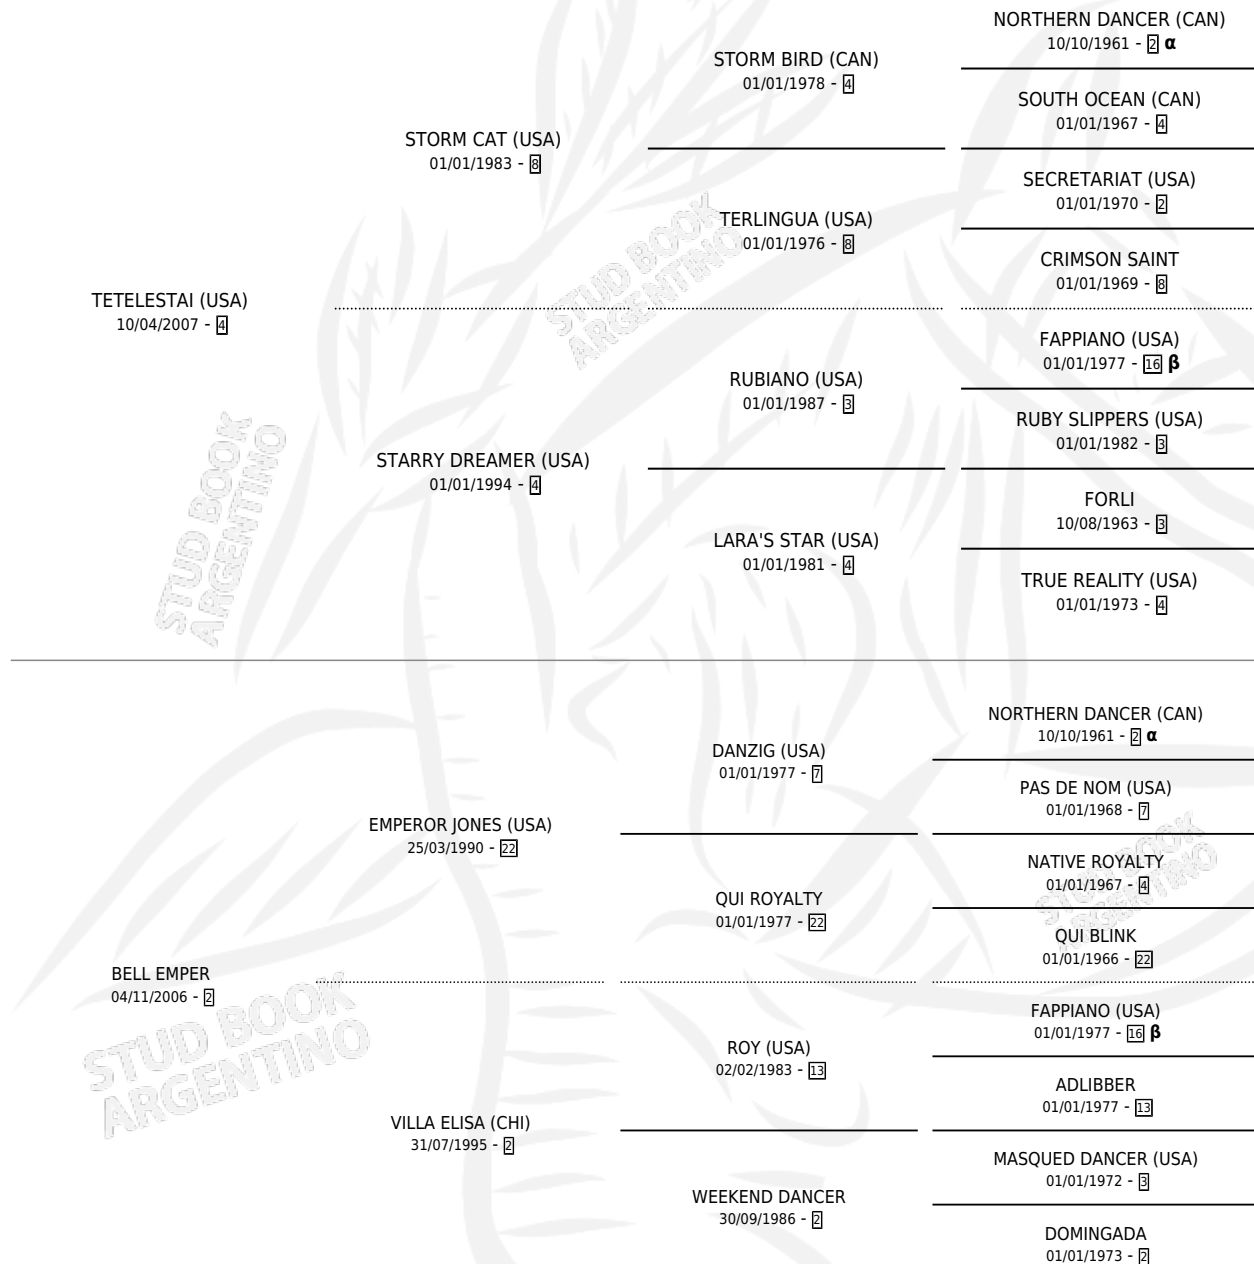 NORTHERN DANCER (CAN)
10/10/1961 - 2 α
STORM BIRD (CAN)
01/01/1978 - 4
SOUTH OCEAN (CAN)
01/01/1967 - 4
STORM CAT (USA)
01/01/1983 - 8
SECRETARIAT (USA)
01/01/1970 - 2
TERLINGUA (USA)
01/01/1976 - 8
CRIMSON SAINT
01/01/1969 - 8
TETELESTAI (USA)
10/04/2007 - 4
FAPPIANO (USA)
01/01/1977 - 16 β
RUBIANO (USA)
01/01/1987 - 3
RUBY SLIPPERS (USA)
01/01/1982 - 3
STARRY DREAMER (USA)
01/01/1994 - 4
FORLI
10/08/1963 - 3
LARA'S STAR (USA)
01/01/1981 - 4
TRUE REALITY (USA)
01/01/1973 - 4
STUD BOOK
ARGENTINO
STUD BOOK
ARGENTINO
NORTHERN DANCER (CAN)
10/10/1961 - 2 α
DANZIG (USA)
01/01/1977 - 7
PAS DE NOM (USA)
01/01/1968 - 7
EMPEROR JONES (USA)
25/03/1990 - 22
NATIVE ROYALTY
01/01/1967 - 4
QUI ROYALTY
01/01/1977 - 22
QUI BLINK
01/01/1966 - 22
BELL EMPER
04/11/2006 - 2
FAPPIANO (USA)
01/01/1977 - 16 β
ROY (USA)
02/02/1983 - 13
ADLIBBER
01/01/1977 - 13
VILLA ELISA (CHI)
31/07/1995 - 2
MASQUED DANCER (USA)
01/01/1972 - 3
WEEKEND DANCER
30/09/1986 - 2
DOMINGADA
01/01/1973 - 2
STUD BOOK
ARGENTINO
STUD BOOK
ARGENTINO